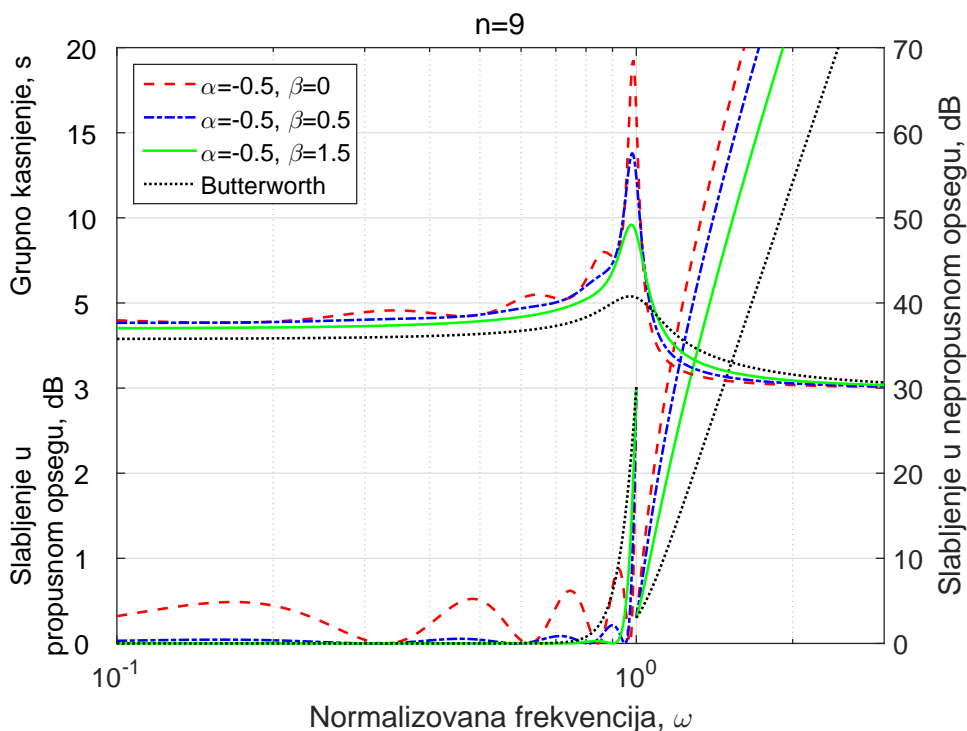 n=9
Grupno kasnjenje, s
Slabljenje u
propusnom opsegu, dB
20
17
15
13
10
5
3
2
1
0
α=-0.5, β=0
α=-0.5, β=0.5
α=-0.5, β=1.5
Butterworth
70
60
50
40
30
20
10
0
Slabljenje u nepropusnom opsegu, dB
10^-1
10^0
Normalizovana frekvencija, ω